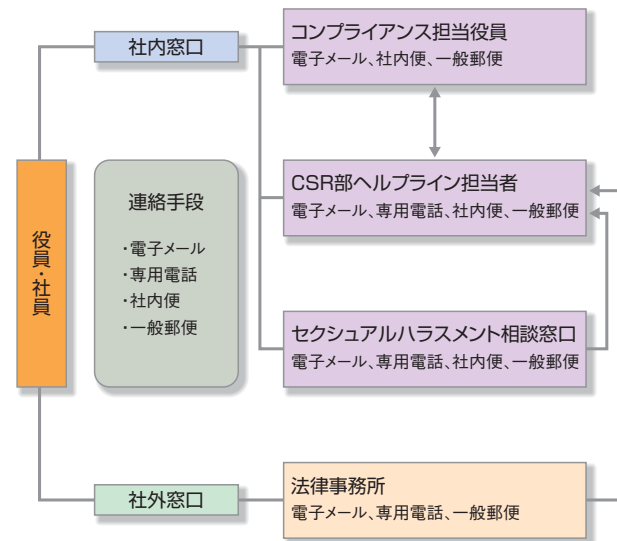 社内窓口
コンプライアンス担当役員
電子メール、社内便、一般郵便
役員・社員
連絡手段
・電子メール
・専用電話
・社内便
・一般郵便
CSR部ヘルプライン担当者
電子メール、専用電話、社内便、一般郵便
セクシュアルハラスメント相談窓口
電子メール、専用電話、社内便、一般郵便
社外窓口
法律事務所
電子メール、専用電話、一般郵便